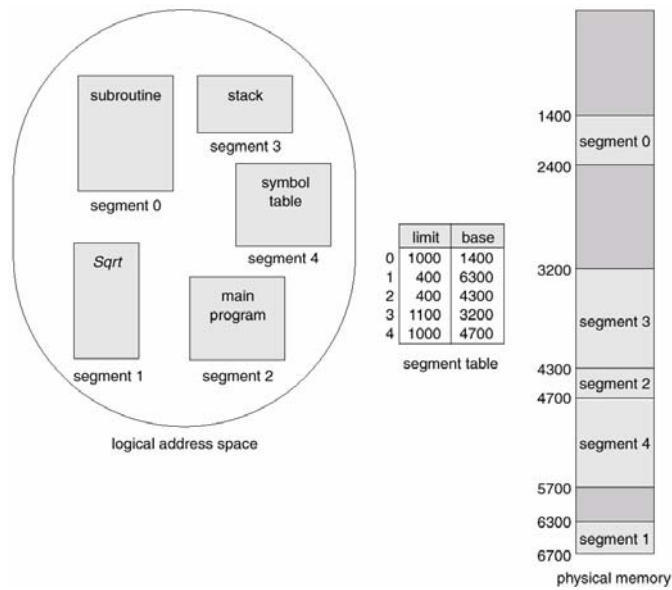 subroutine
segment 0
stack
segment 3
symbol
table
segment 4
Sqrt
segment 1
main
program
segment 2
logical address space
limit base
0 1000 1400
1 400 6300
2 400 4300
3 1100 3200
4 1000 4700
segment table
1400
segment 0
2400
3200
segment 3
4300
segment 2
4700
segment 4
5700
6300
segment 1
6700
physical memory